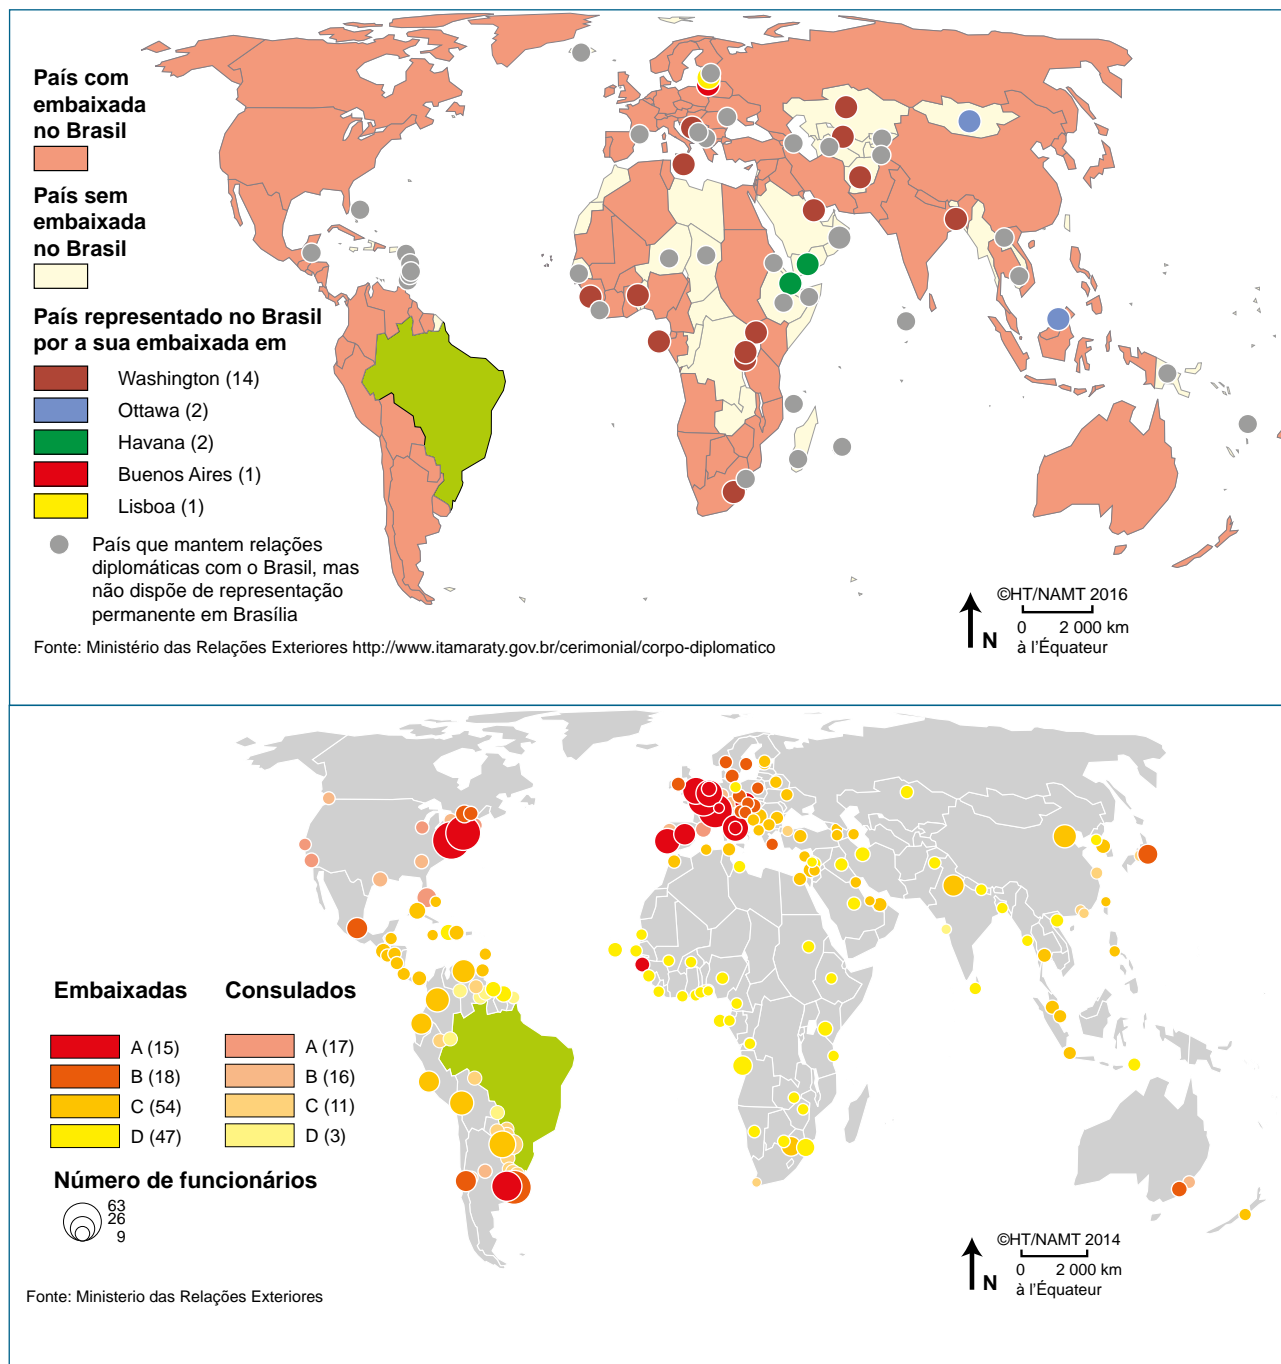 País com
embaixada
no Brasil
País sem
embaixada
no Brasil
País representado no Brasil
por a sua embaixada em
Washington (14)
Ottawa (2)
Havana (2)
Buenos Aires (1)
Lisboa (1)
País que mantem relações
diplomáticas com o Brasil, mas
não dispõe de representação
permanente em Brasília
©HT/NAMT 2016
0 2 000 km
N
à l'Équateur
Fonte: Ministério das Relações Exteriores http://www.itamaraty.gov.br/cerimonial/corpo-diplomatico
Embaixadas Consulados
A (15) A (17)
B (18) B (16)
C (54) C (11)
D (47) D (3)
Número de funcionários
63
26
9
©HT/NAMT 2014
0 2 000 km
N
à l'Équateur
Fonte: Ministerio das Relações Exteriores